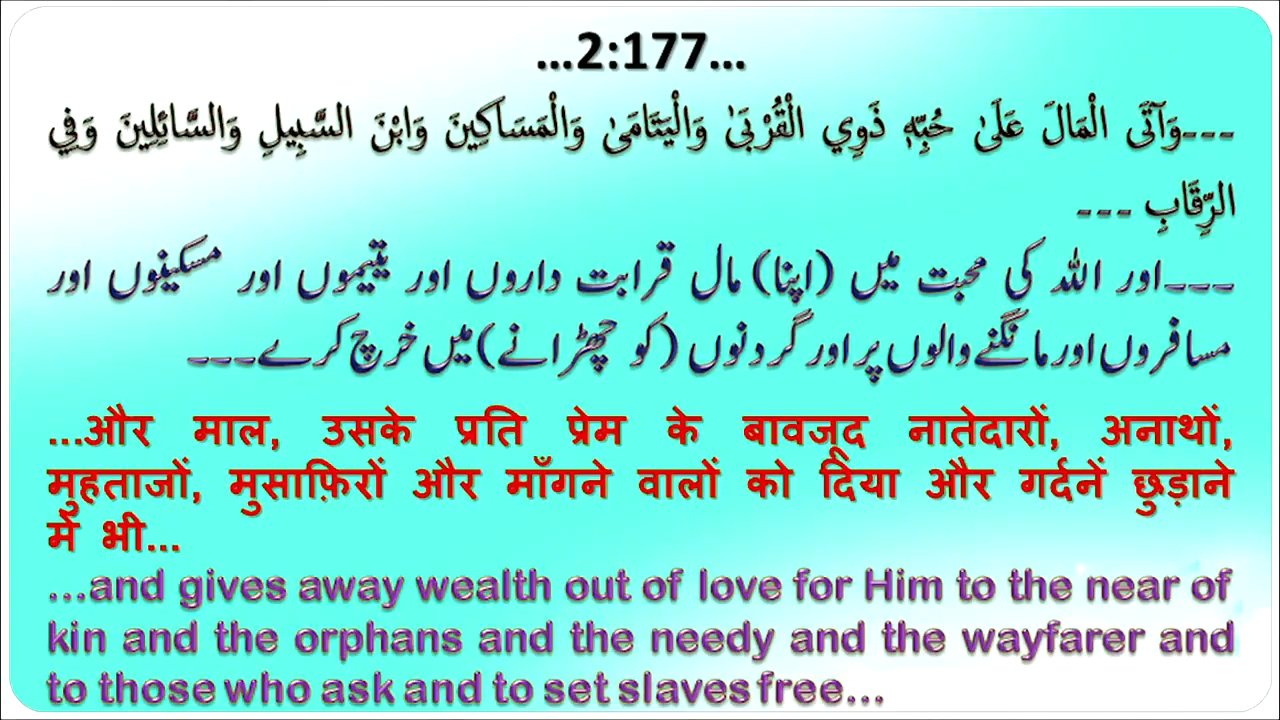 ...2:177...
---وَآتَى الْمَالَ عَلَىٰ حُبِّهِ ذَوِي الْقُرْبَىٰ وَالْيَتَامَىٰ وَالْمَسَاكِينَ وَابْنَ السَّبِيلِ وَالسَّائِلِينَ وَفِي
الرِّقَابِ ---
---اور اللہ کی محبت میں (اپنا) مال قرابت داروں اور یتیموں اور مسکینوں اور
مسافروں اور مانگنے والوں پر اور گردنوں (کو چھڑانے) میں خرچ کرے---
...और माल, उसके प्रति प्रेम के बावजूद नातेदारों, अनाथों,
मुहताजों, मुसाफ़िरों और माँगने वालों को दिया और गर्दनें छुड़ाने
में भी...
...and gives away wealth out of love for Him to the near of
kin and the orphans and the needy and the wayfarer and
to those who ask and to set slaves free...